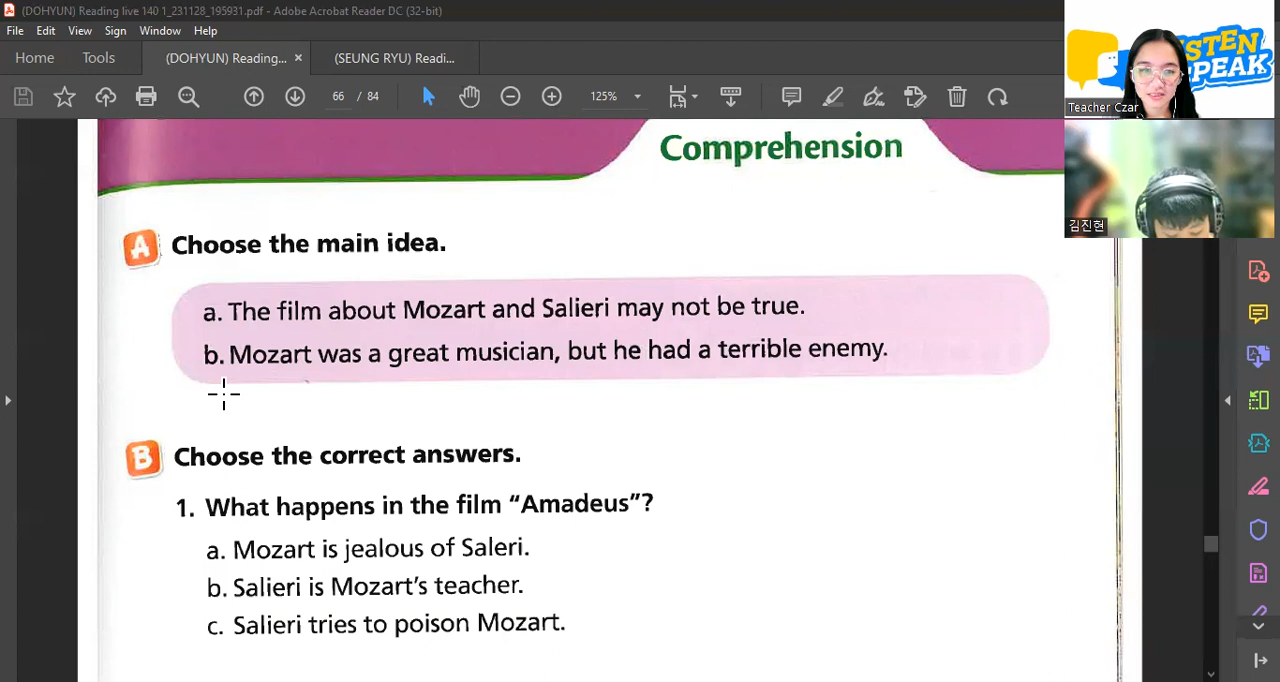 (DOHYUN) Reading live 140 1_231128_195931.pdf - Adobe Acrobat Reader DC (32-bit)
File Edit View Sign Window Help
Home Tools (DOHYUN) Reading... × (SEUNG RYU) Readi...
66 / 84 125%
LISTEN
SPEAK
Teacher Czar
김진현
Comprehension
A Choose the main idea.
a. The film about Mozart and Salieri may not be true.
b. Mozart was a great musician, but he had a terrible enemy.
B Choose the correct answers.
1. What happens in the film “Amadeus”?
a. Mozart is jealous of Saleri.
b. Salieri is Mozart’s teacher.
c. Salieri tries to poison Mozart.